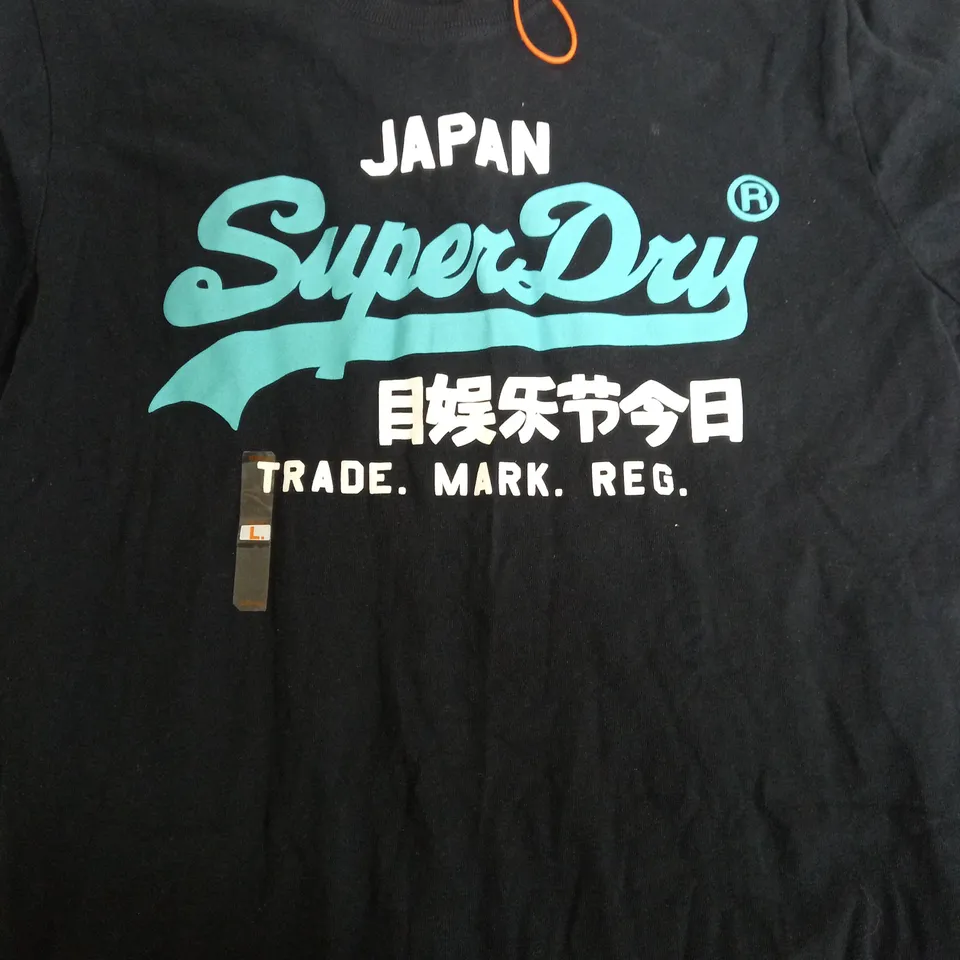 JAPAN
SuperDry®
目娱乐节今日
TRADE. MARK. REG.
L.